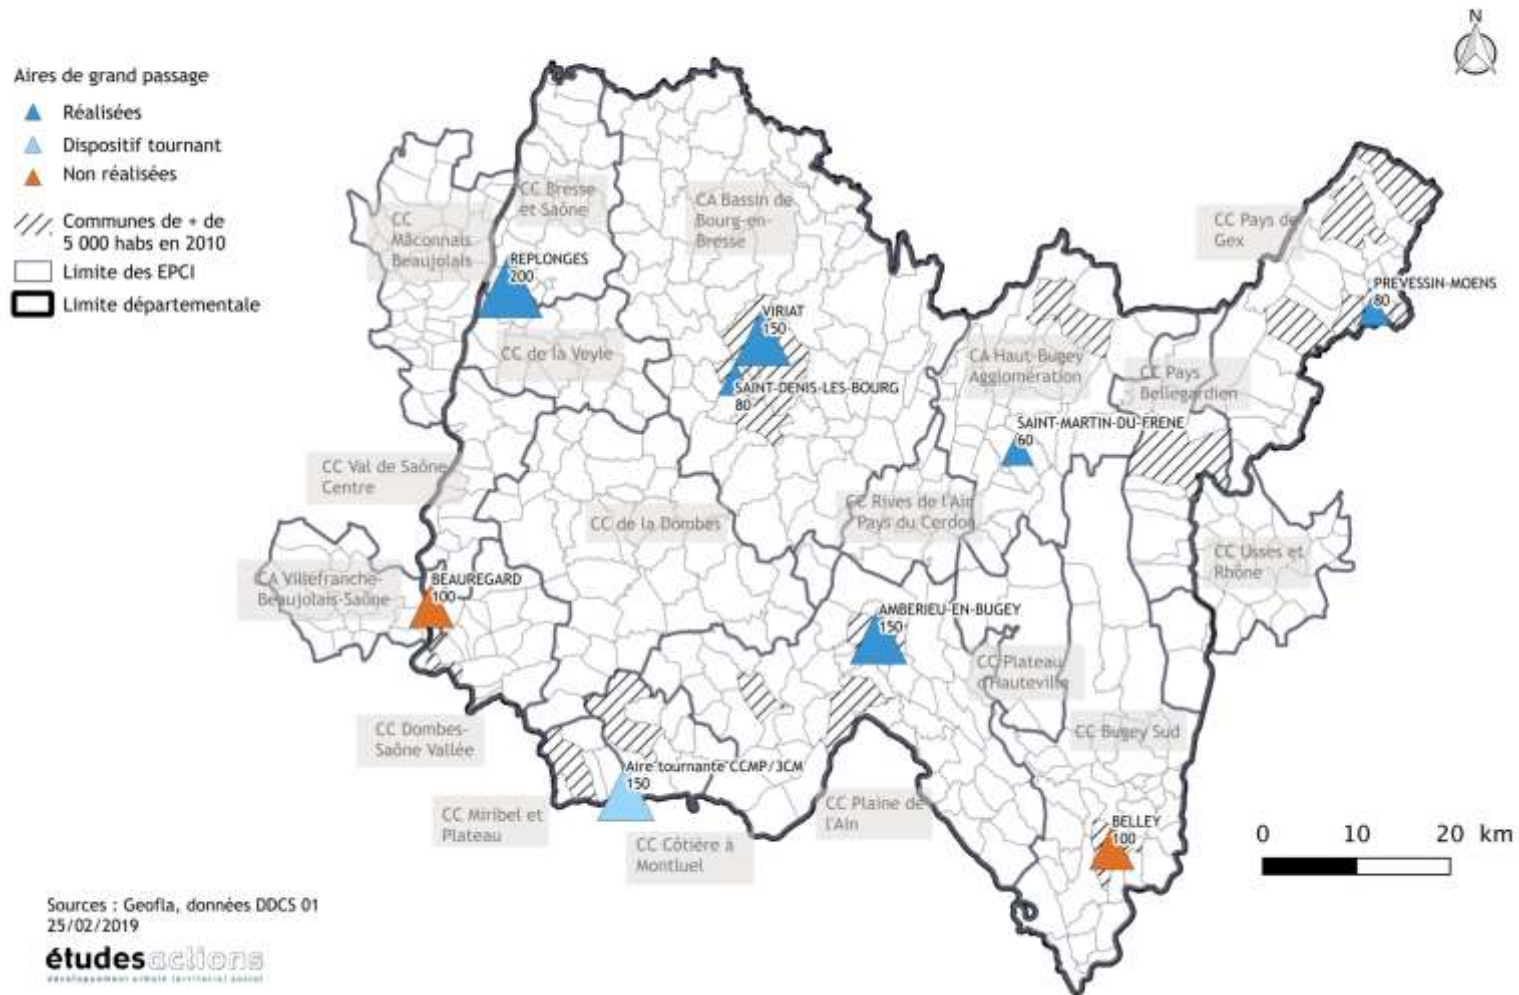 N
Aires de grand passage
Réalisées
Dispositif tournant
Non réalisées
Communes de + de
5 000 habs en 2010
Limite des EPCI
Limite départementale
CC
Mâconnais
Beaujolais
CC Bresse
et Saône
CA Bassin de
Bourg-en-
Bresse
CC Pays de
Gex
REPLONGES
200
PREVESSIN-MOENS
80
VIRIAT
150
CC de la Veyle
CA Haut-Bugey
Agglomération
CC Pays
Bellegardien
SAINT-DENIS-LES-BOURG
80
SAINT-MARTIN-DU-FRENE
60
CC Val de Saône
Centre
CC de la Dombes
CC Rives de l'Ain
Pays du Cerdon
CC Usses et
Rhône
CA Villefranche-
Beaujolais-Saône
BEAUREGARD
100
AMBERIEU-EN-BUGEY
150
CC Plateau
d'Hauteville
CC Dombes-
Saône Vallée
CC Bugey Sud
Aire tournante CCMP/3CM
150
CC Miribel et
Plateau
CC Plaine de
l'Ain
CC Côtière à
Montluel
BELLEY
100
0 10 20 km
Sources : Geofla, données DDCS 01
25/02/2019
étudesactions
développement urbain territorial social